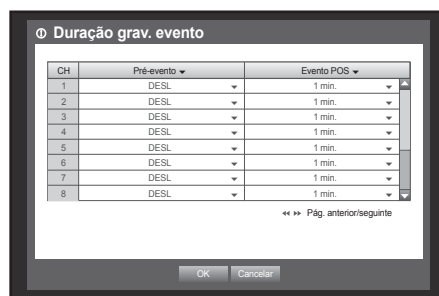 Duração grav. evento
CH Pré-evento Evento POS
1 DESL 1 min.
2 DESL 1 min.
3 DESL 1 min.
4 DESL 1 min.
5 DESL 1 min.
6 DESL 1 min.
7 DESL 1 min.
8 DESL 1 min.
Pág. anterior/seguinte
OK Cancelar